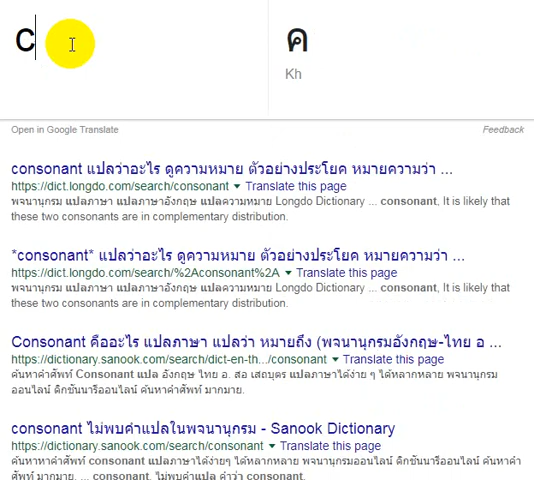 c
ค
Kh
Open in Google Translate
Feedback
consonant แปลว่าอะไร ดูความหมาย ตัวอย่างประโยค หมายความว่า ...
https://dict.longdo.com/search/consonant ▼ Translate this page
พจนานุกรม แปลภาษา แปลภาษาอังกฤษ แปลความหมาย Longdo Dictionary ... consonant, It is likely that
these two consonants are in complementary distribution.
*consonant* แปลว่าอะไร ดูความหมาย ตัวอย่างประโยค หมายความว่า ...
https://dict.longdo.com/search/%2Aconsonant%2A ▼ Translate this page
พจนานุกรม แปลภาษา แปลภาษาอังกฤษ แปลความหมาย Longdo Dictionary ... consonant, It is likely that
these two consonants are in complementary distribution.
Consonant คืออะไร แปลภาษา แปลว่า หมายถึง (พจนานุกรมอังกฤษ-ไทย อ ...
https://dictionary.sanook.com/search/dict-en-th.../consonant ▼ Translate this page
ค้นหาคำศัพท์ Consonant แปล อังกฤษ ไทย อ. สอ เสถบุตร แปลภาษาได้ง่าย ๆ ได้หลากหลาย พจนานุกรม
ออนไลน์ ดิกชันนารีออนไลน์ ค้นหาคำศัพท์ มากมาย.
consonant ไม่พบคำแปลในพจนานุกรม - Sanook Dictionary
https://dictionary.sanook.com/search/consonant ▼ Translate this page
ค้นหาหาคำศัพท์ consonant แปลภาษาได้ง่ายๆ ได้หลากหลาย พจนานุกรมออนไลน์ ดิกชันนารีออนไลน์ ค้นหาคำ
ศัพท์ มากมาย. ... consonant. ไม่พบคำแปล คำว่า consonant.